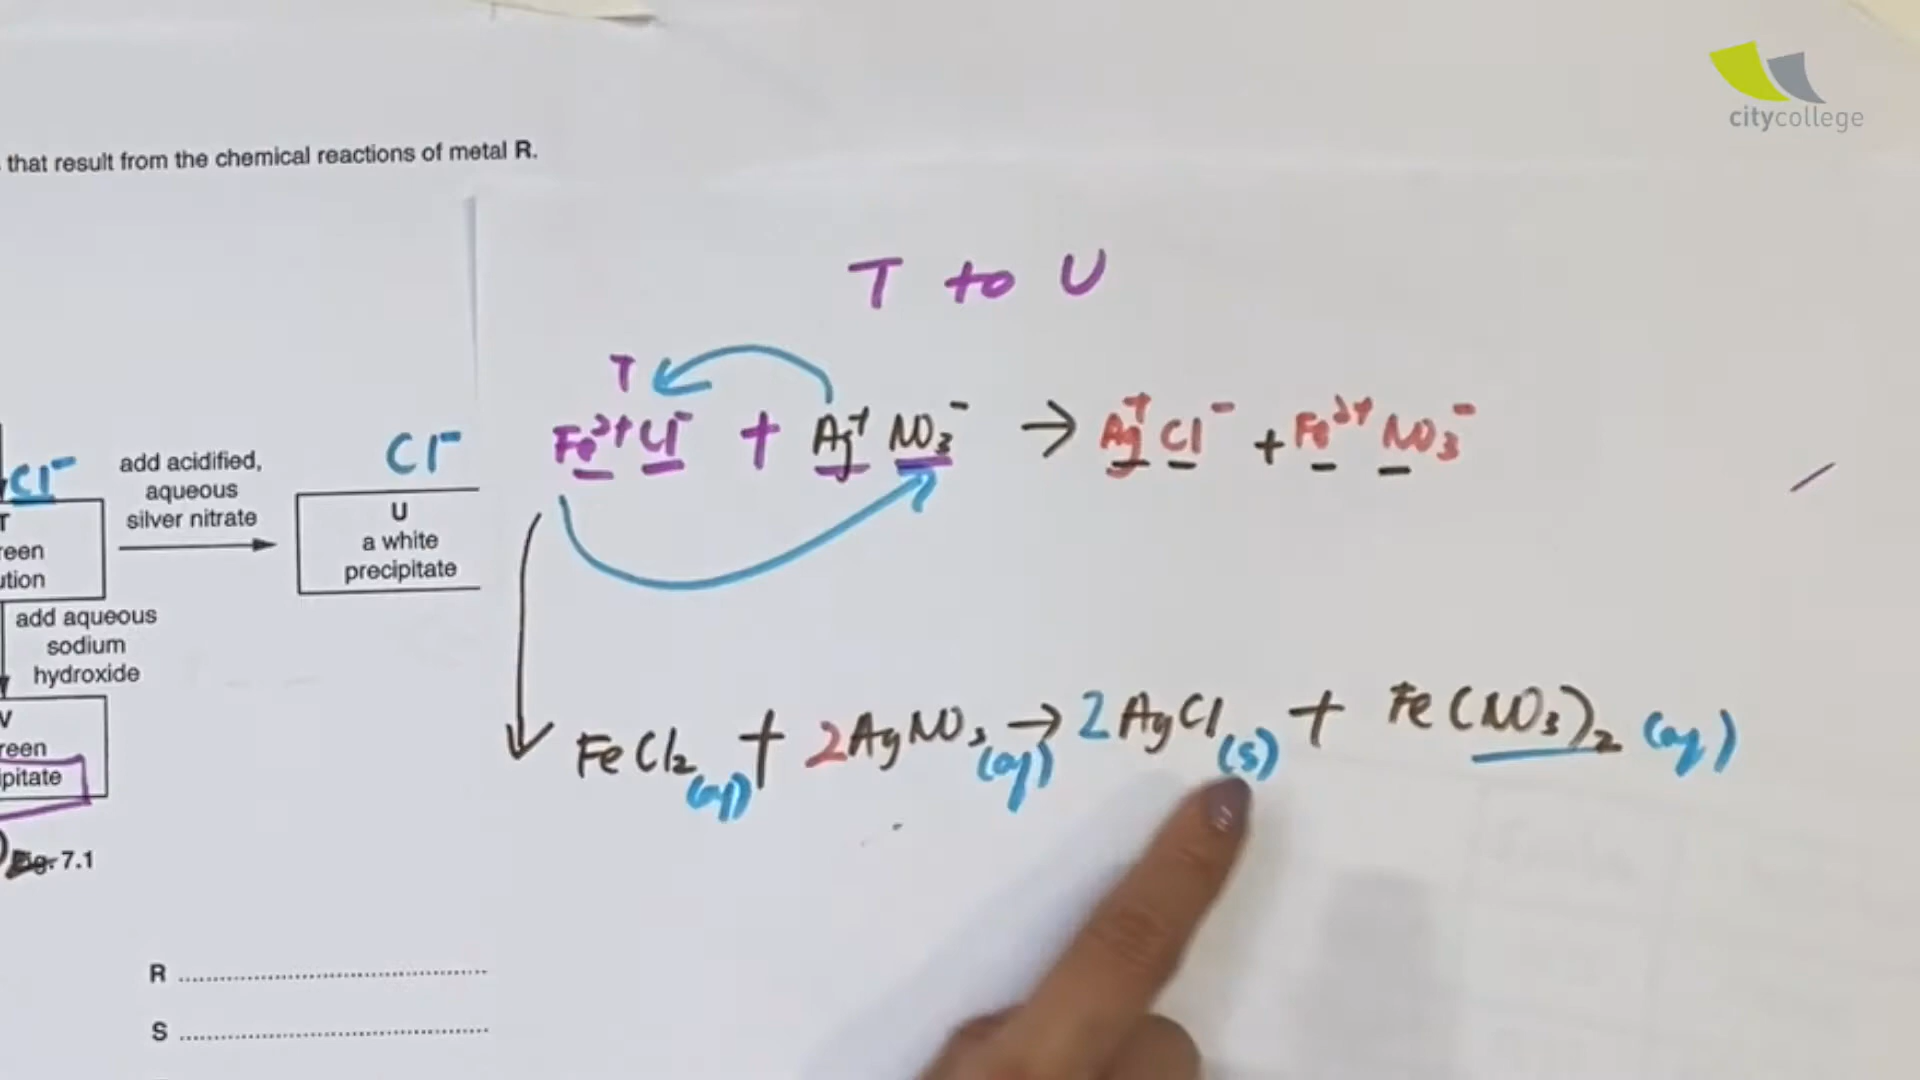 citycollege
that result from the chemical reactions of metal R.
T to U
T
Fe²⁺Cl⁻ + Ag⁺NO₃⁻ → Ag⁺Cl⁻ + Fe²⁺NO₃⁻
Cl⁻
add acidified,
aqueous
silver nitrate
Cl⁻
T
reen
ution
U
a white
precipitate
add aqueous
sodium
hydroxide
V
reen
ipitate
FeCl₂(aq) + 2AgNO₃(aq) → 2AgCl(s) + Fe(NO₃)₂(aq)
Fig. 7.1
R
S